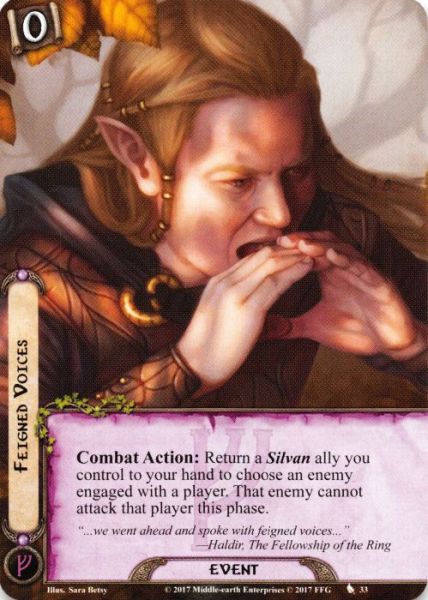 0
Feigned Voices
Combat Action: Return a Silvan ally you
control to your hand to choose an enemy
engaged with a player. That enemy cannot
attack that player this phase.
"...we went ahead and spoke with feigned voices..."
—Haldir, The Fellowship of the Ring
EVENT
Illus. Sara Betsy
© 2017 Middle-earth Enterprises © 2017 FFG
33